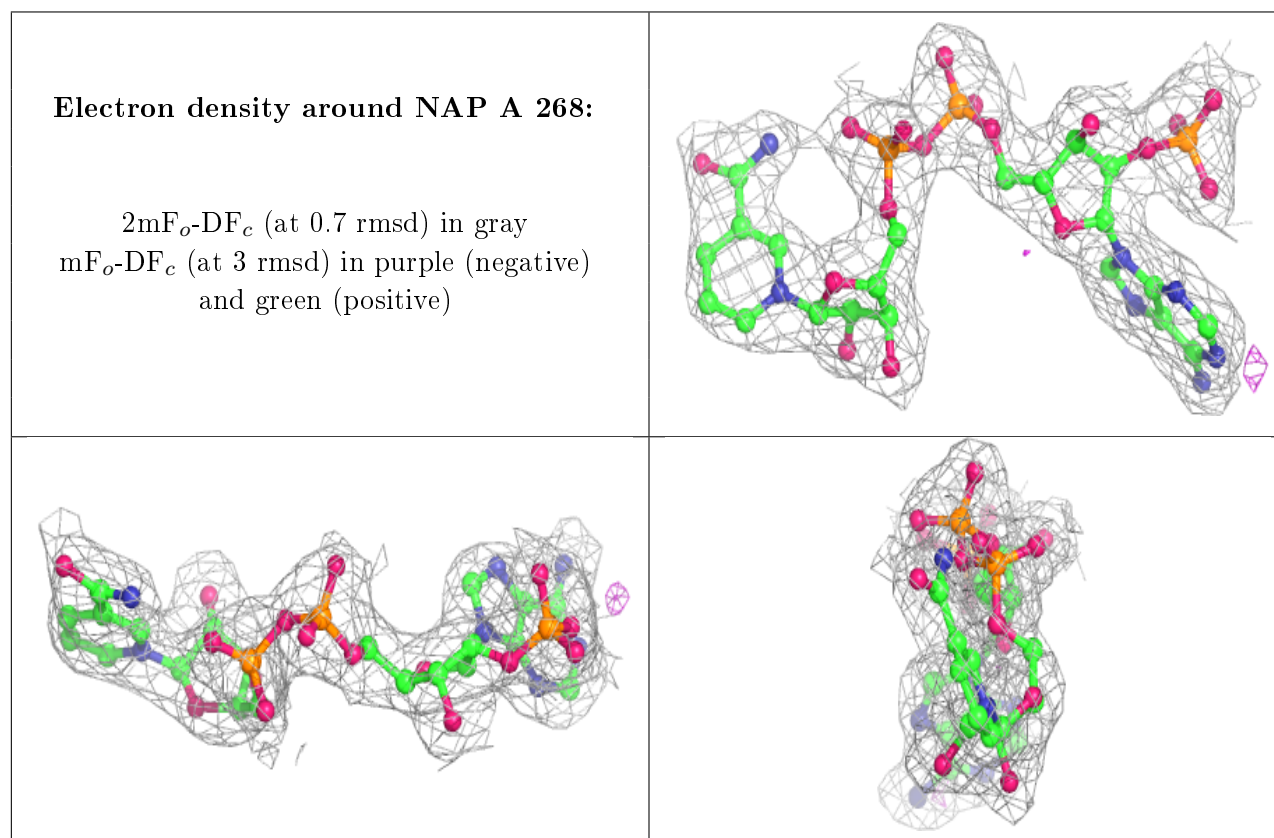 Electron density around NAP A 268:
2mFₒ-DF𝒸 (at 0.7 rmsd) in gray
mFₒ-DF𝒸 (at 3 rmsd) in purple (negative)
and green (positive)